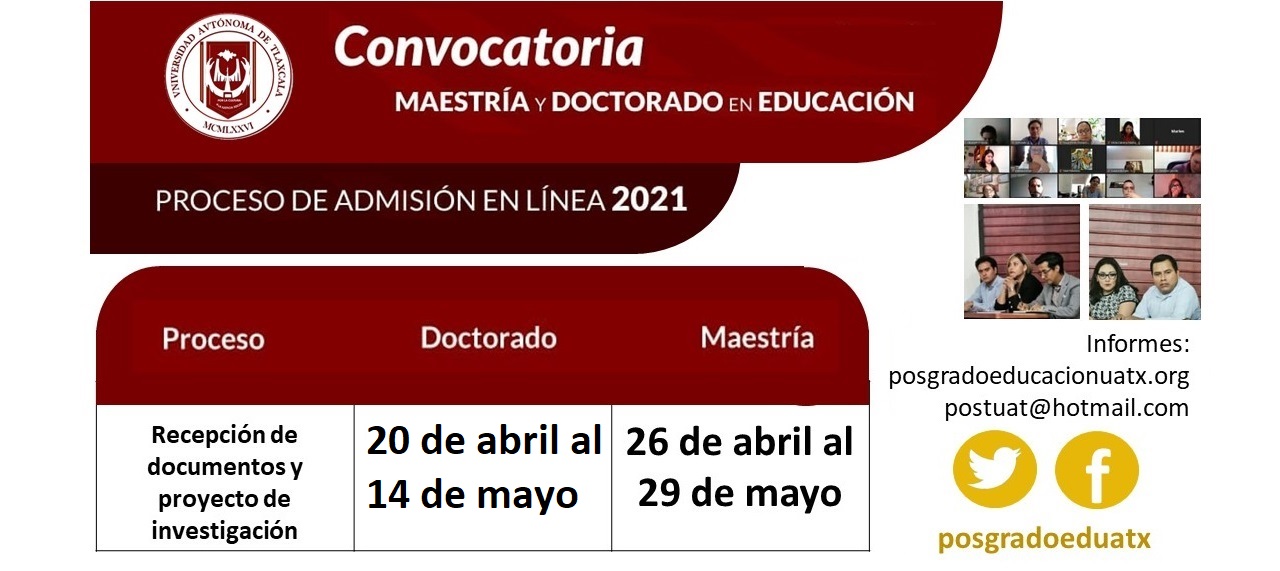 UNIVERSIDAD AVTÓNOMA DE TLAXCALA
MCMLXXVI
Convocatoria
MAESTRÍA Y DOCTORADO EN EDUCACIÓN
PROCESO DE ADMISIÓN EN LÍNEA 2021
Proceso
Doctorado
Maestría
Recepción de
documentos y
proyecto de
investigación
20 de abril al
14 de mayo
26 de abril al
29 de mayo
Informes:
posgradoeducacionuatx.org
postuat@hotmail.com
posgradoeduatx